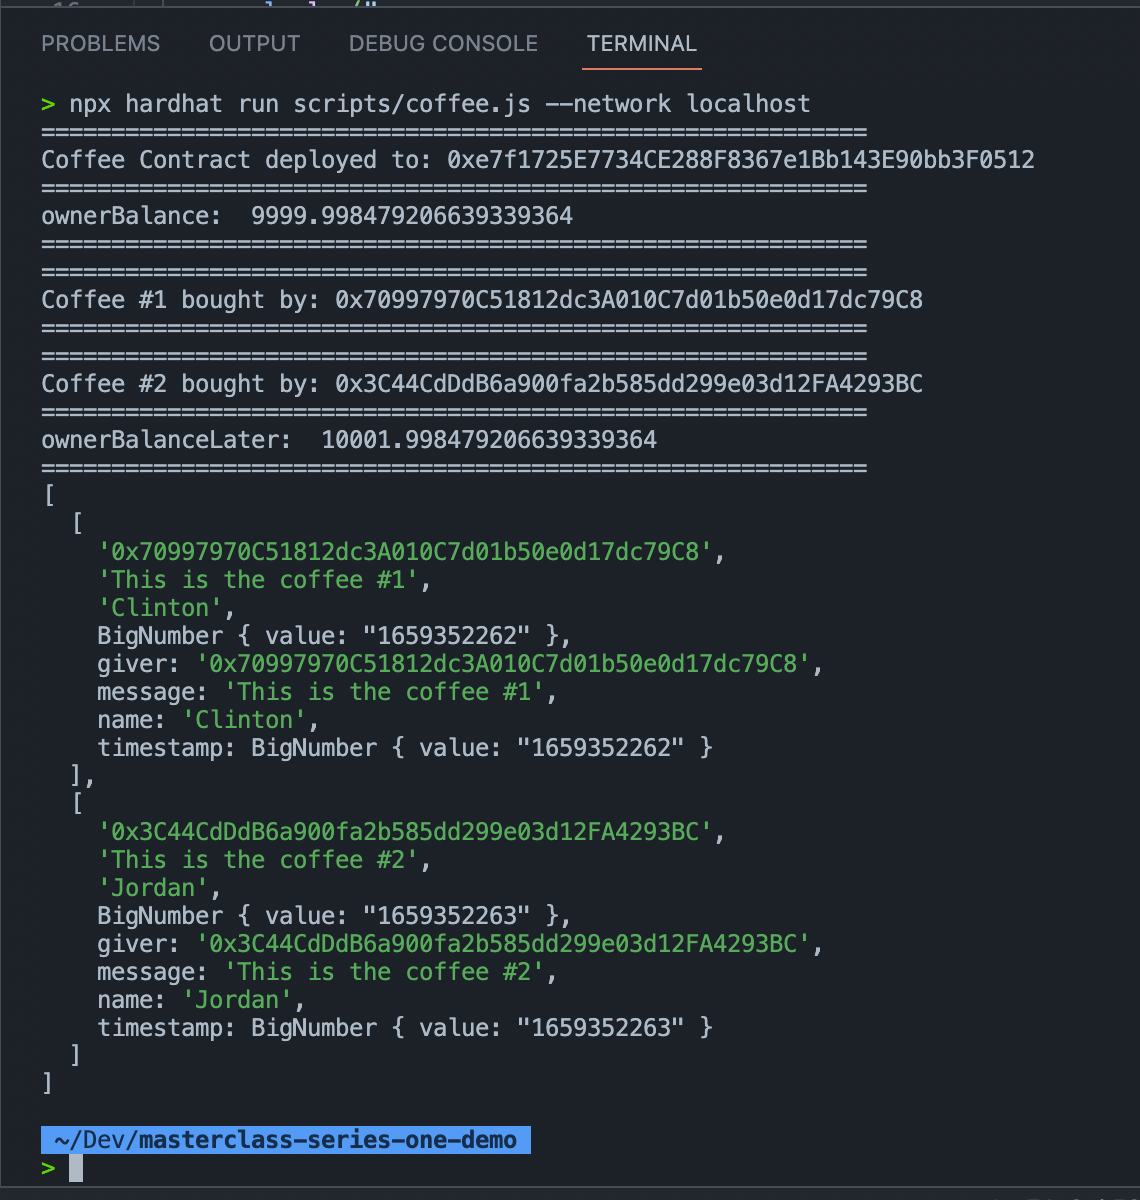 PROBLEMS OUTPUT DEBUG CONSOLE TERMINAL
> npx hardhat run scripts/coffee.js --network localhost
===========================================================
Coffee Contract deployed to: 0xe7f1725E7734CE288F8367e1Bb143E90bb3F0512
===========================================================
ownerBalance:  9999.998479206639339364
===========================================================
===========================================================
Coffee #1 bought by: 0x70997970C51812dc3A010C7d01b50e0d17dc79C8
===========================================================
===========================================================
Coffee #2 bought by: 0x3C44CdDdB6a900fa2b585dd299e03d12FA4293BC
===========================================================
ownerBalanceLater:  10001.998479206639339364
===========================================================
[
  [
    '0x70997970C51812dc3A010C7d01b50e0d17dc79C8',
    'This is the coffee #1',
    'Clinton',
    BigNumber { value: "1659352262" },
    giver: '0x70997970C51812dc3A010C7d01b50e0d17dc79C8',
    message: 'This is the coffee #1',
    name: 'Clinton',
    timestamp: BigNumber { value: "1659352262" }
  ],
  [
    '0x3C44CdDdB6a900fa2b585dd299e03d12FA4293BC',
    'This is the coffee #2',
    'Jordan',
    BigNumber { value: "1659352263" },
    giver: '0x3C44CdDdB6a900fa2b585dd299e03d12FA4293BC',
    message: 'This is the coffee #2',
    name: 'Jordan',
    timestamp: BigNumber { value: "1659352263" }
  ]
]
~/Dev/masterclass-series-one-demo
>